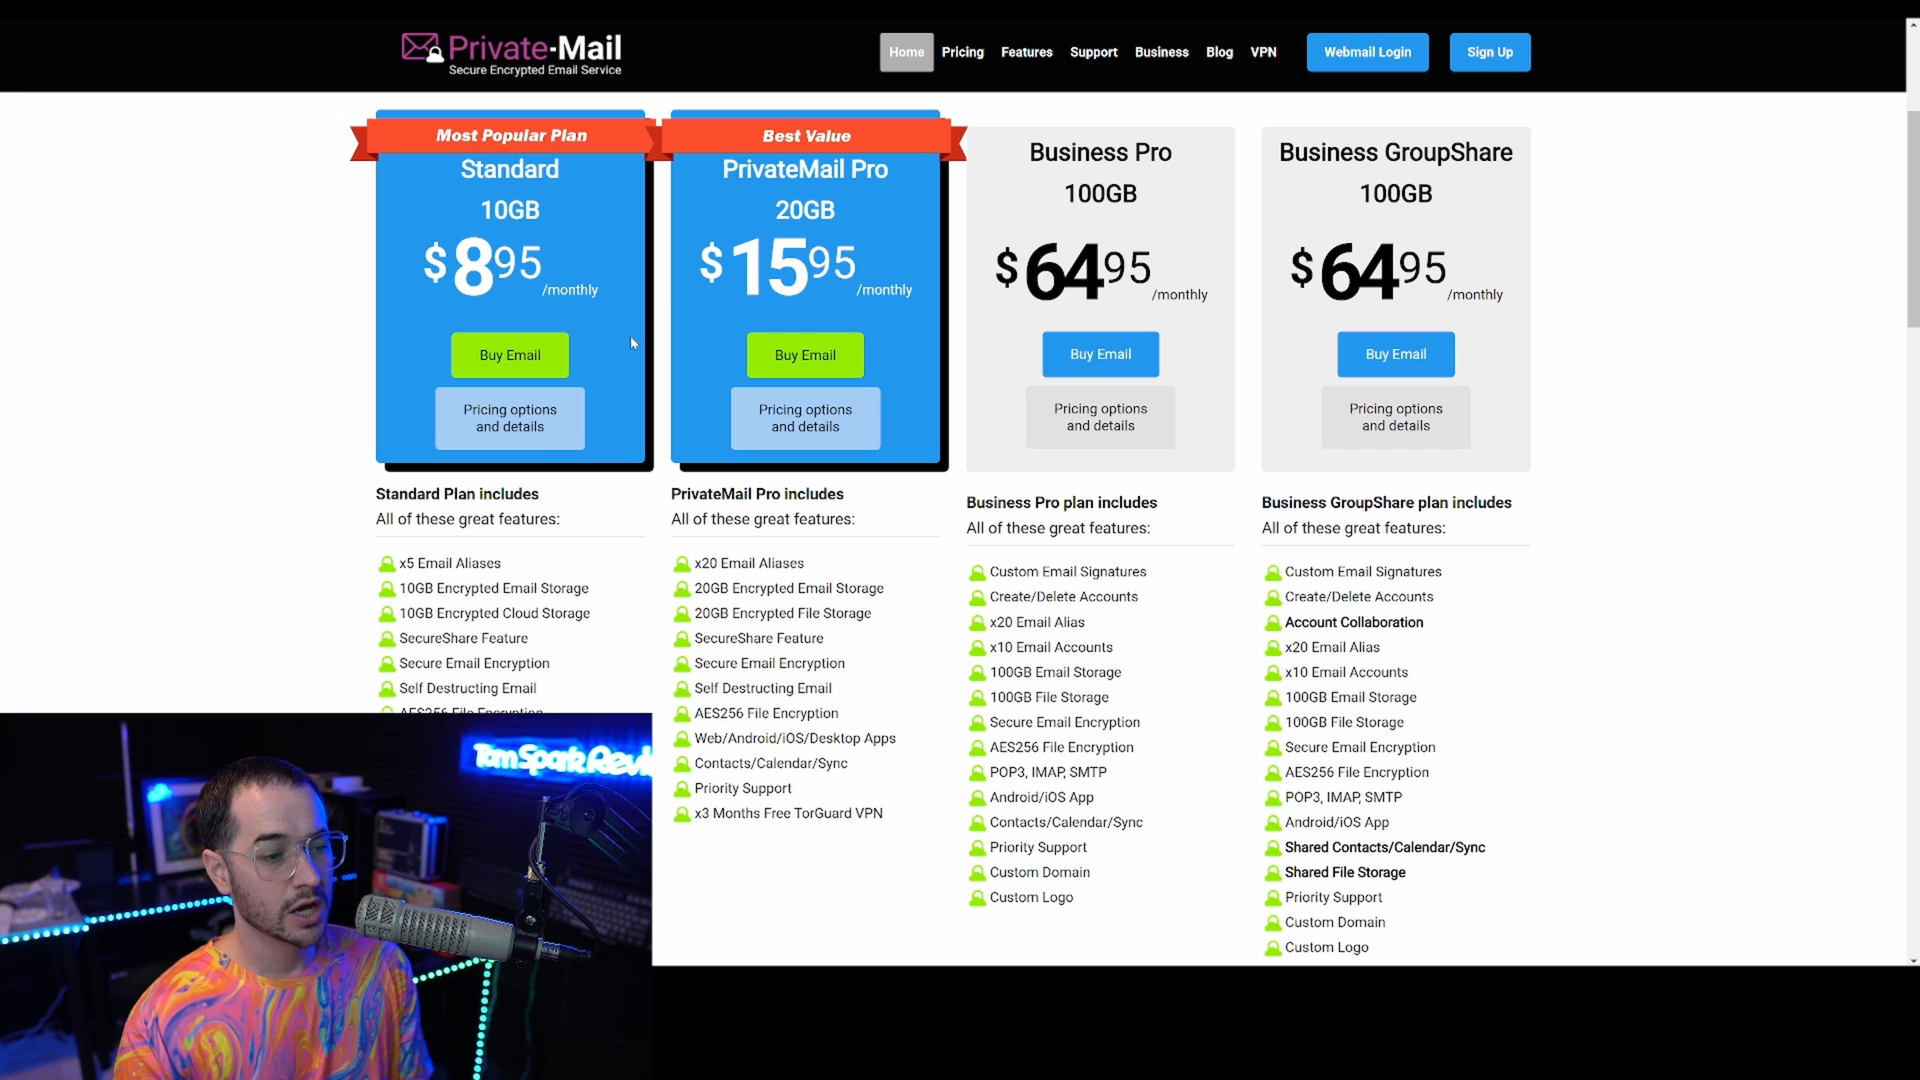 Private-Mail
Secure Encrypted Email Service
Home
Pricing
Features
Support
Business
Blog
VPN
Webmail Login
Sign Up
Most Popular Plan
Standard
10GB
$895
/monthly
Buy Email
Pricing options
and details
Standard Plan includes
All of these great features:
x5 Email Aliases
10GB Encrypted Email Storage
10GB Encrypted Cloud Storage
SecureShare Feature
Secure Email Encryption
Self Destructing Email
AES256 File Encryption
Best Value
PrivateMail Pro
20GB
$1595
/monthly
Buy Email
Pricing options
and details
PrivateMail Pro includes
All of these great features:
x20 Email Aliases
20GB Encrypted Email Storage
20GB Encrypted File Storage
SecureShare Feature
Secure Email Encryption
Self Destructing Email
AES256 File Encryption
Web/Android/iOS/Desktop Apps
Contacts/Calendar/Sync
Priority Support
x3 Months Free TorGuard VPN
Business Pro
100GB
$6495
/monthly
Buy Email
Pricing options
and details
Business Pro plan includes
All of these great features:
Custom Email Signatures
Create/Delete Accounts
x20 Email Alias
x10 Email Accounts
100GB Email Storage
100GB File Storage
Secure Email Encryption
AES256 File Encryption
POP3, IMAP, SMTP
Android/iOS App
Contacts/Calendar/Sync
Priority Support
Custom Domain
Custom Logo
Business GroupShare
100GB
$6495
/monthly
Buy Email
Pricing options
and details
Business GroupShare plan includes
All of these great features:
Custom Email Signatures
Create/Delete Accounts
Account Collaboration
x20 Email Alias
x10 Email Accounts
100GB Email Storage
100GB File Storage
Secure Email Encryption
AES256 File Encryption
POP3, IMAP, SMTP
Android/iOS App
Shared Contacts/Calendar/Sync
Shared File Storage
Priority Support
Custom Domain
Custom Logo
Tom Spark Revi